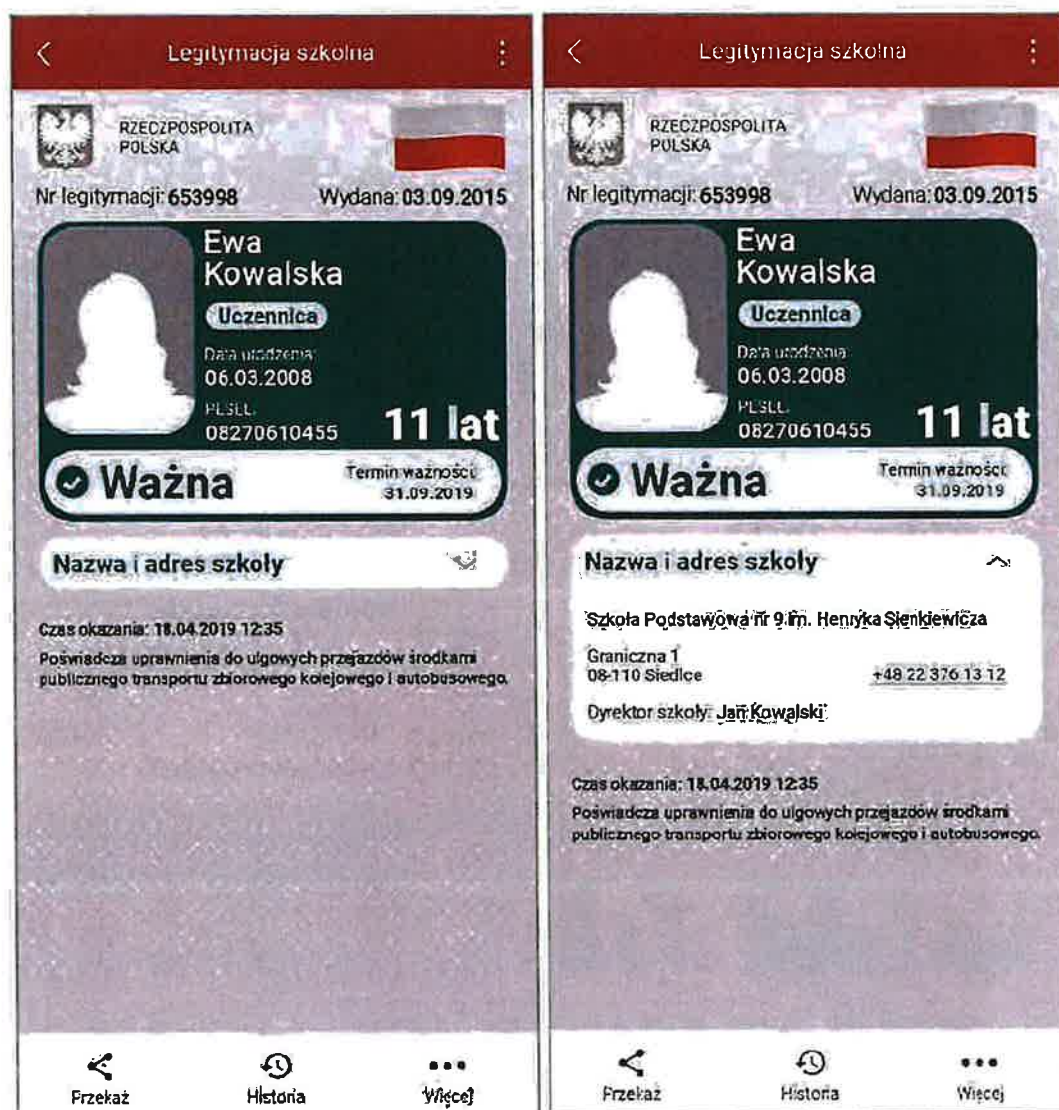 Legitymacja szkolna
RZECZPOSPOLITA
POLSKA
Nr legitymacji: 653998
Wydana: 03.09.2015
Ewa
Kowalska
Uczennica
Data urodzenia:
06.03.2008
PESEL:
08270610455
11 lat
Ważna
Termin ważności:
31.09.2019
Nazwa i adres szkoły
Czas okazania: 18.04.2019 12:35
Poświadcza uprawnienia do ulgowych przejazdów środkami
publicznego transportu zbiorowego kolejowego i autobusowego.
Przekaż
Historia
Więcej
Legitymacja szkolna
RZECZPOSPOLITA
POLSKA
Nr legitymacji: 653998
Wydana: 03.09.2015
Ewa
Kowalska
Uczennica
Data urodzenia:
06.03.2008
PESEL:
08270610455
11 lat
Ważna
Termin ważności:
31.09.2019
Nazwa i adres szkoły
Szkoła Podstawowa nr 9 im. Henryka Sienkiewicza
Graniczna 1
08-110 Siedlce
+48 22 376 13 12
Dyrektor szkoły: Jan Kowalski
Czas okazania: 18.04.2019 12:35
Poświadcza uprawnienia do ulgowych przejazdów środkami
publicznego transportu zbiorowego kolejowego i autobusowego.
Przekaż
Historia
Więcej